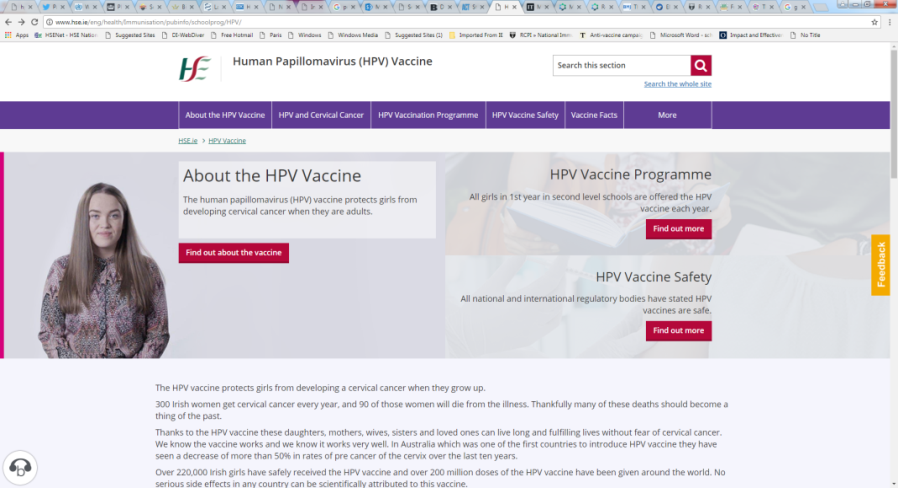 www.hse.ie/eng/health/immunisation/pubinfo/schoolprog/HPV/
Apps HSENet - HSE Nation Suggested Sites DI-WebDiver Free Hotmail Paris Windows Windows Media Suggested Sites (1) Imported From IE RCPI » National Imm Anti-vaccine campaig Microsoft Word - sch Impact and Effective No Title
HSE
Human Papillomavirus (HPV) Vaccine
Search this section
Search the whole site
About the HPV Vaccine HPV and Cervical Cancer HPV Vaccination Programme HPV Vaccine Safety Vaccine Facts More
HSE.ie > HPV Vaccine
About the HPV Vaccine
The human papillomavirus (HPV) vaccine protects girls from
developing cervical cancer when they are adults.
Find out about the vaccine
HPV Vaccine Programme
All girls in 1st year in second level schools are offered the HPV
vaccine each year.
Find out more
HPV Vaccine Safety
All national and international regulatory bodies have stated HPV
vaccines are safe.
Find out more
Feedback
The HPV vaccine protects girls from developing a cervical cancer when they grow up.
300 Irish women get cervical cancer every year, and 90 of those women will die from the illness. Thankfully many of these deaths should become a
thing of the past.
Thanks to the HPV vaccine these daughters, mothers, wives, sisters and loved ones can live long and fulfilling lives without fear of cervical cancer.
We know the vaccine works and we know it works very well. In Australia which was one of the first countries to introduce HPV vaccine they have
seen a decrease of more than 50% in rates of pre cancer of the cervix over the last ten years.
Over 220,000 Irish girls have safely received the HPV vaccine and over 200 million doses of the HPV vaccine have been given around the world. No
serious side effects in any country can be scientifically attributed to this vaccine.